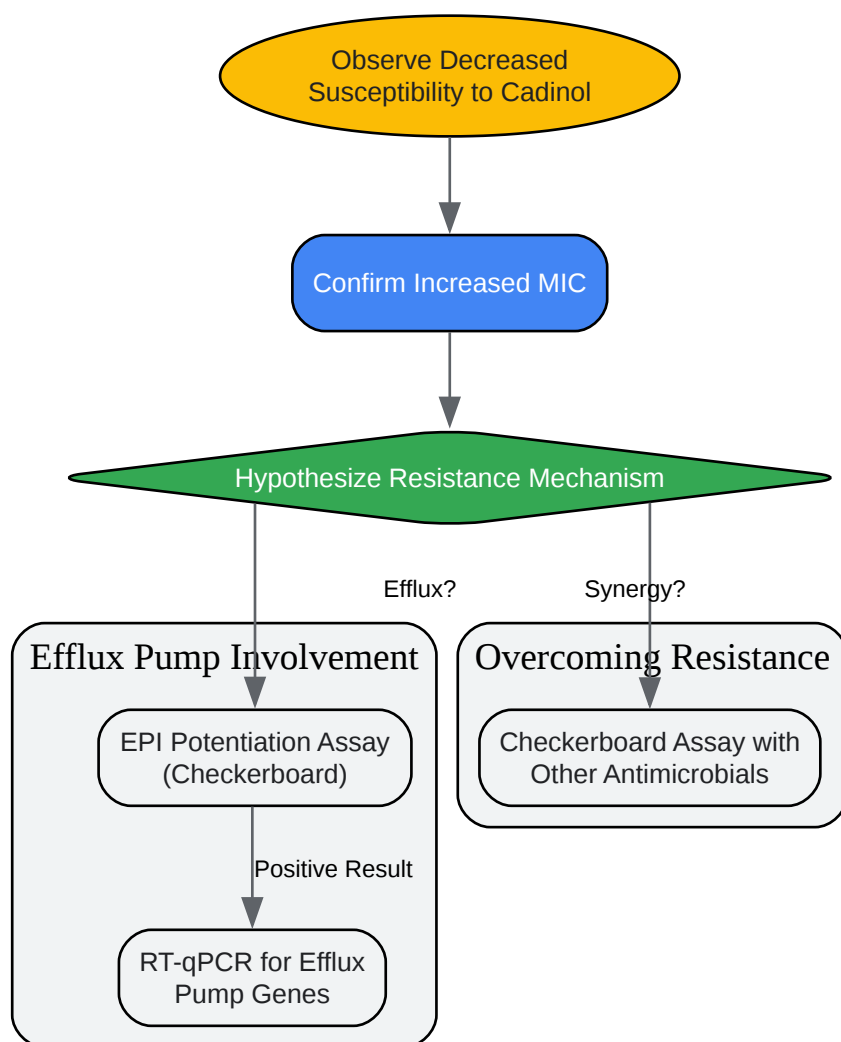 Observe Decreased
Susceptibility to Cadinol
Confirm Increased MIC
Hypothesize Resistance Mechanism
Efflux?
Synergy?
Efflux Pump Involvement
Overcoming Resistance
EPI Potentiation Assay
(Checkerboard)
Checkerboard Assay with
Other Antimicrobials
Positive Result
RT-qPCR for Efflux
Pump Genes